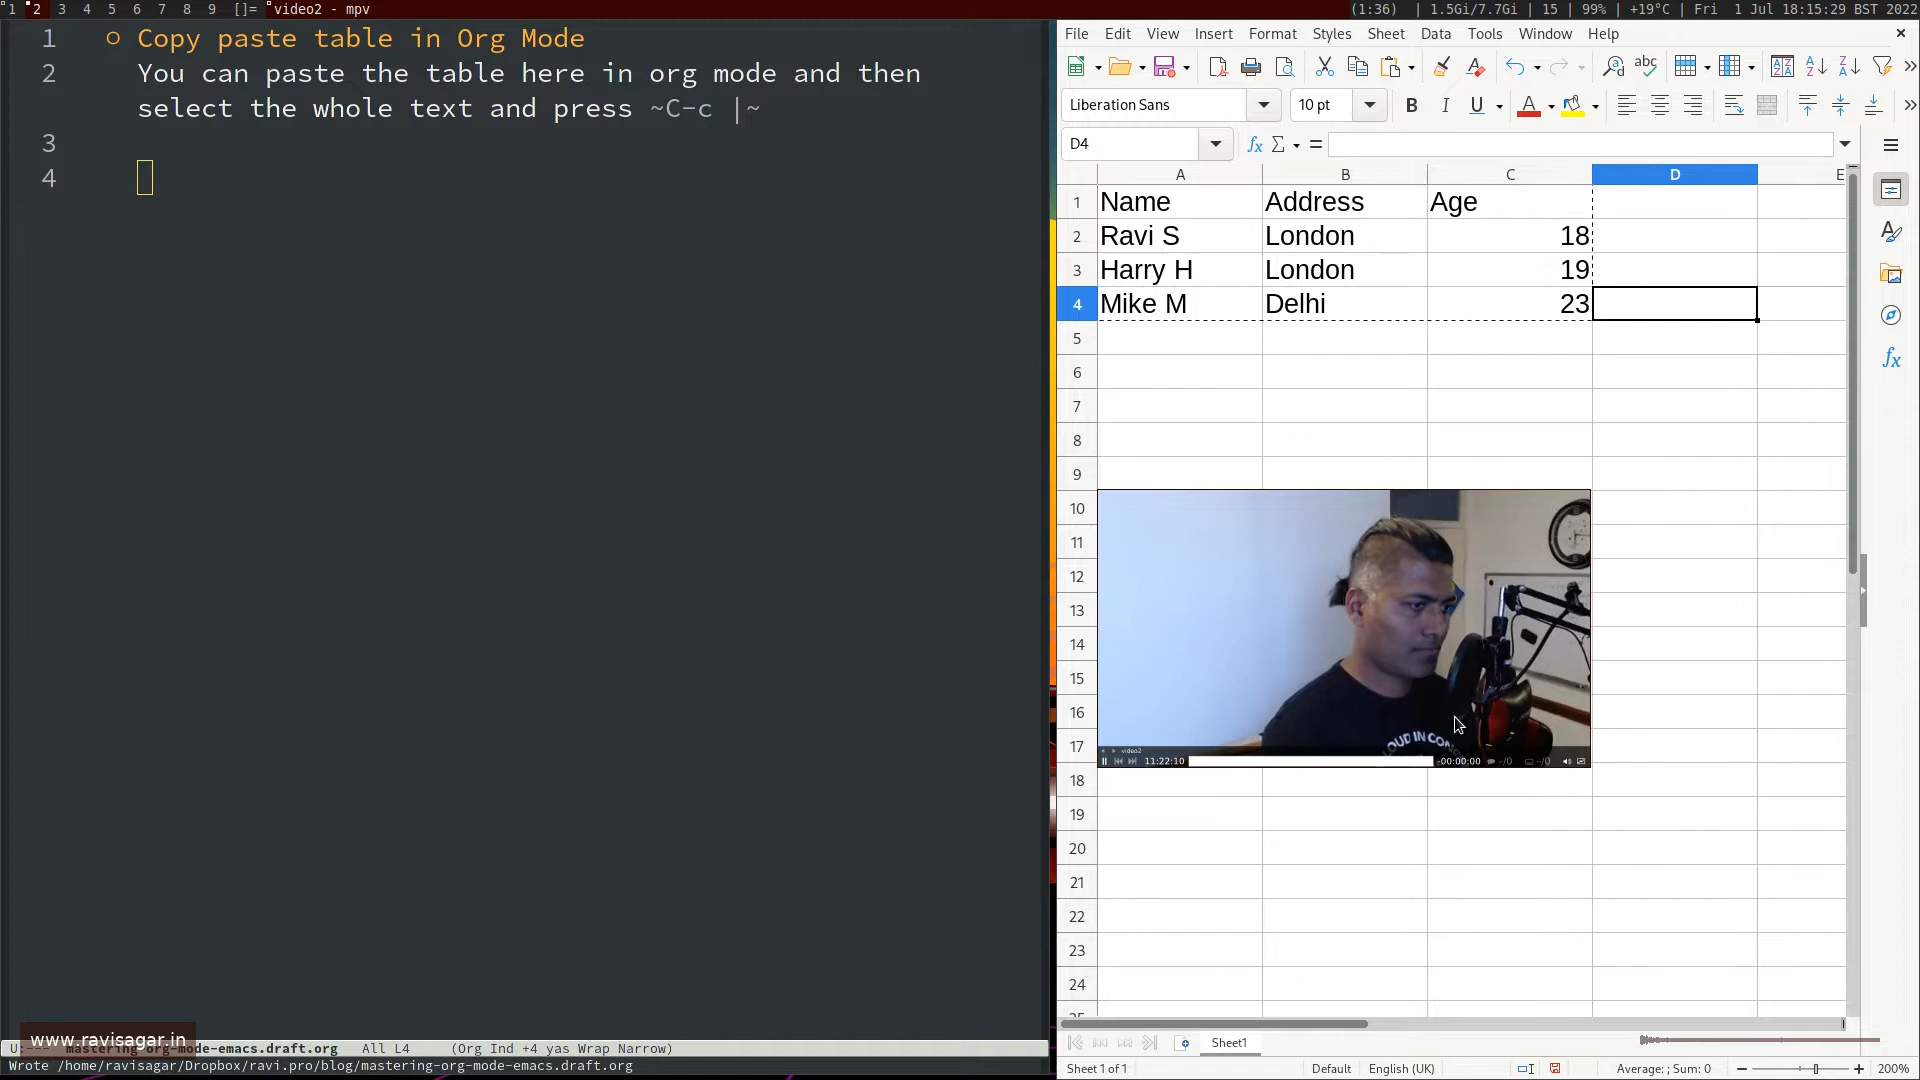 1 2 3 4 5 6 7 8 9 []= video2 - mpv
(1:36) | 1.5Gi/7.7Gi | 15 | 99% | +19°C | Fri 1 Jul 18:15:29 BST 2022
1 Copy paste table in Org Mode
2 You can paste the table here in org mode and then
select the whole text and press ~C-c |~
3
4
www.ravisagar.in
U:--- mastering-org-mode-emacs.draft.org All L4 (Org Ind +4 yas Wrap Narrow)
Wrote /home/ravisagar/Dropbox/ravi.pro/blog/mastering-org-mode-emacs.draft.org
File Edit View Insert Format Styles Sheet Data Tools Window Help
Liberation Sans 10 pt B I U A
D4 fx Σ =
A B C D E
1 Name Address Age
2 Ravi S London 18
3 Harry H London 19
4 Mike M Delhi 23
5
6
7
8
9
10
11
12
13
14
15
16
17
18
19
20
21
22
23
24
LOUD IN CON
video2
11:22:10 -00:00:00 -/0 -/0
Sheet1
Sheet 1 of 1 Default English (UK) Average: ; Sum: 0 200%